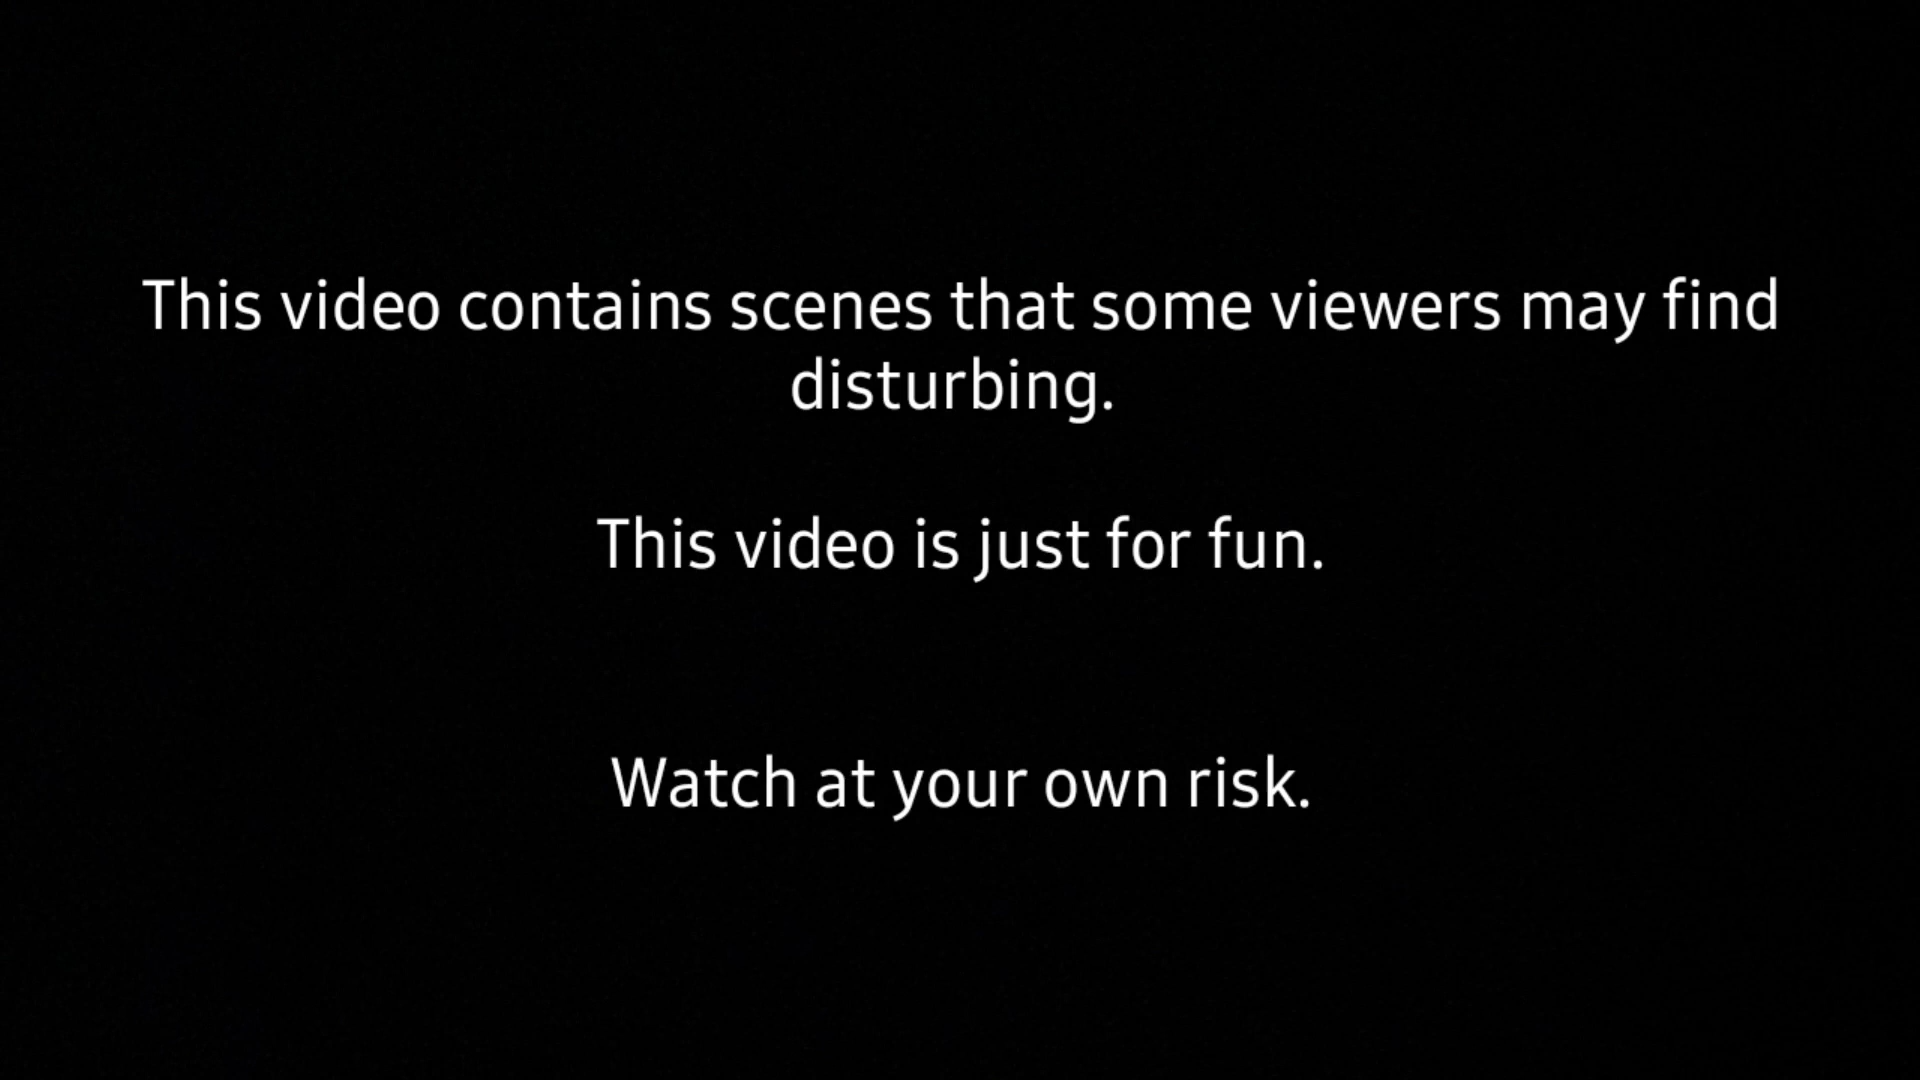 This video contains scenes that some viewers may find
disturbing.
This video is just for fun.
Watch at your own risk.